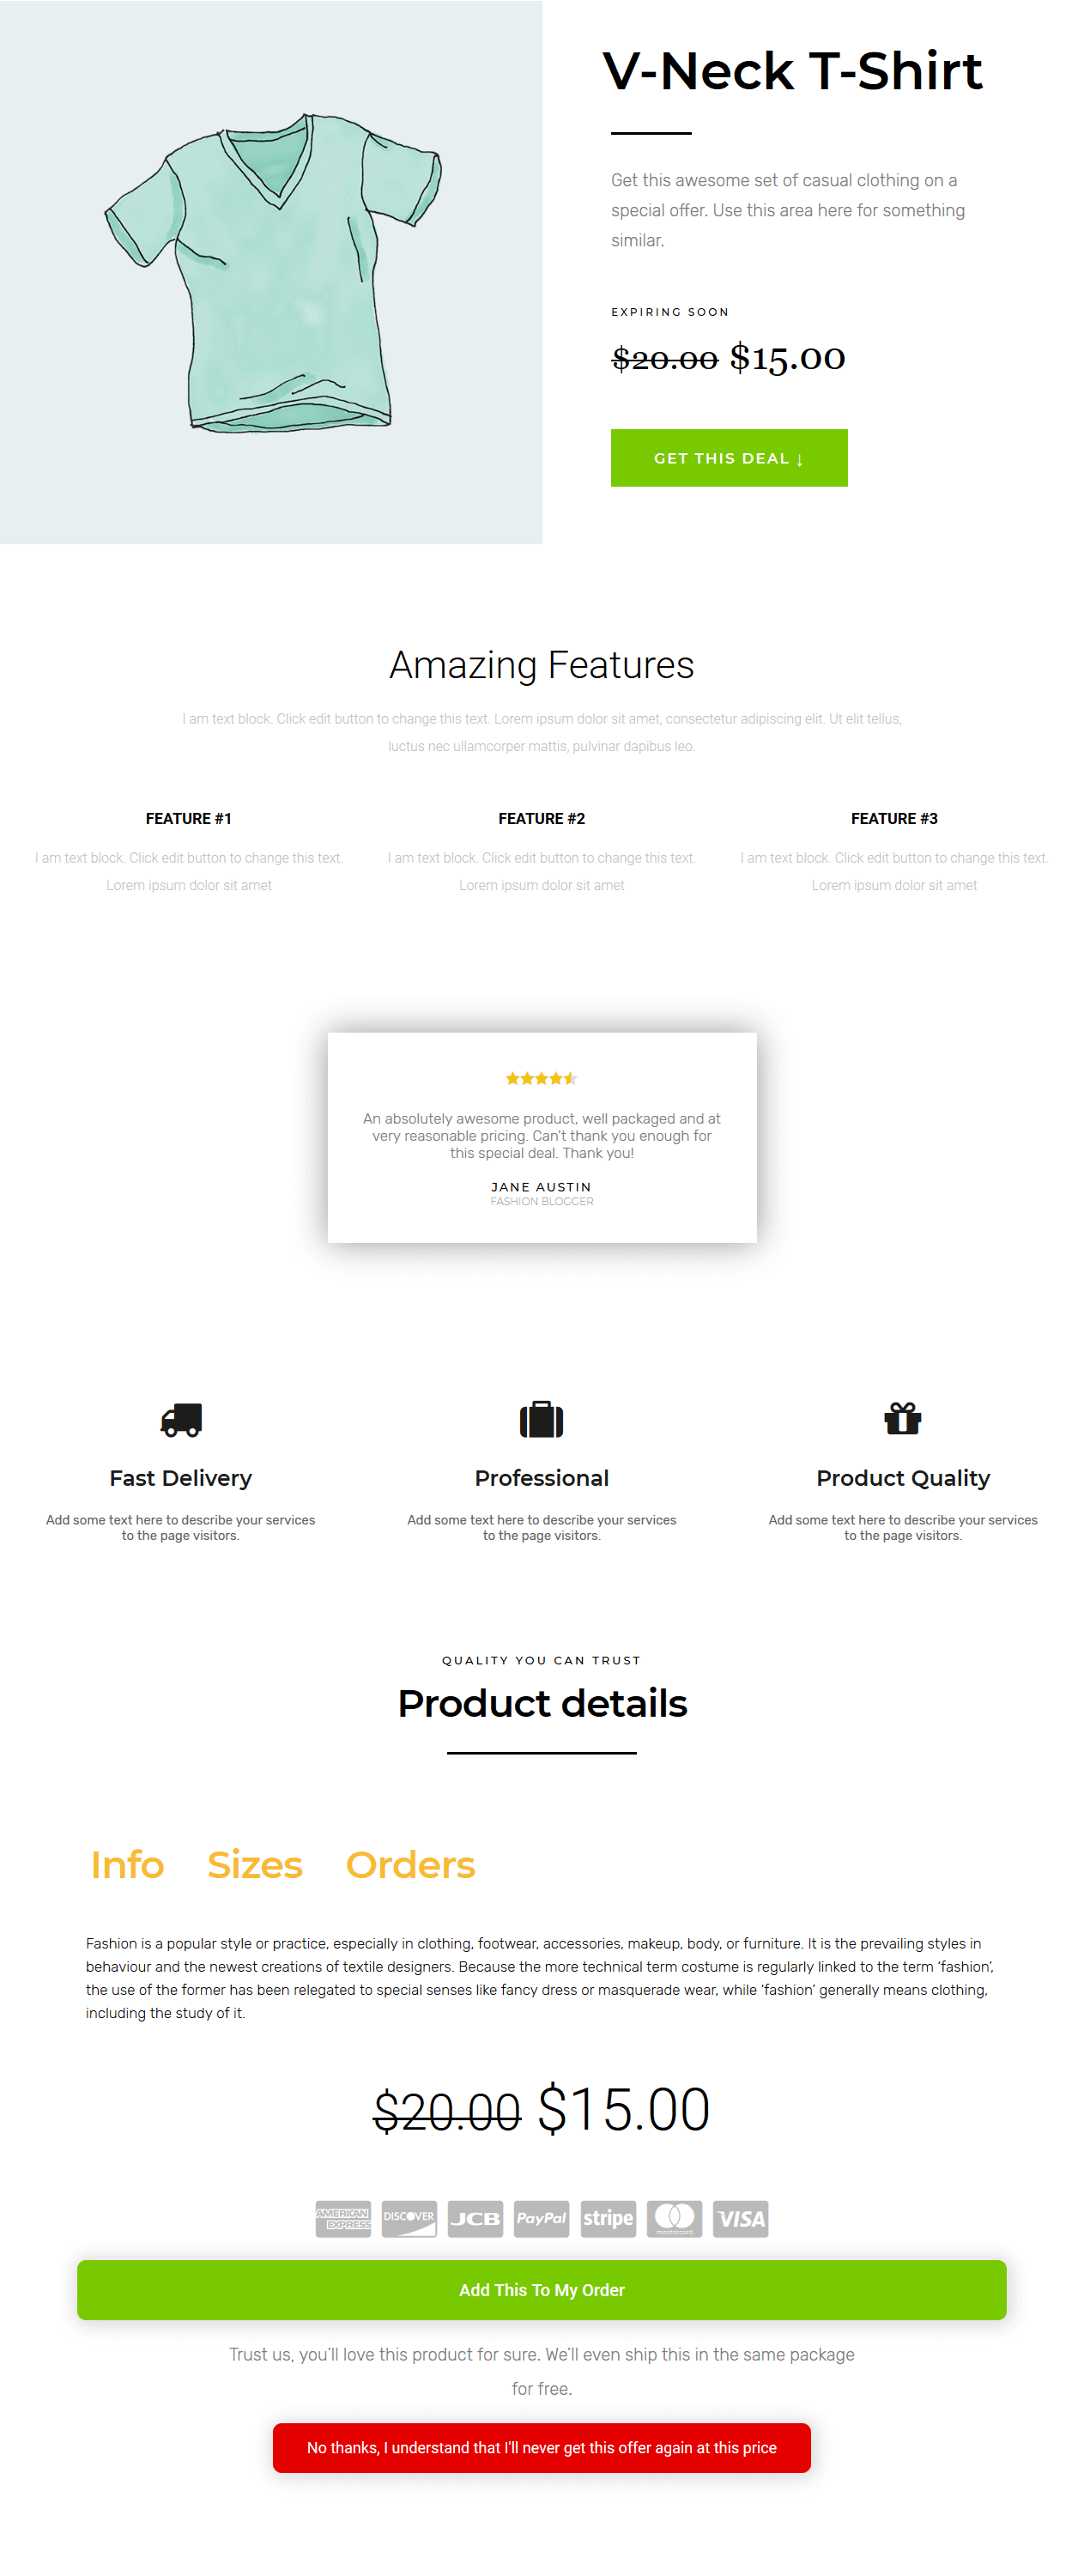 V-Neck T-Shirt
Get this awesome set of casual clothing on a
special offer. Use this area here for something
similar.
EXPIRING SOON
$20.00 $15.00
GET THIS DEAL ↓
Amazing Features
I am text block. Click edit button to change this text. Lorem ipsum dolor sit amet, consectetur adipiscing elit. Ut elit tellus,
luctus nec ullamcorper mattis, pulvinar dapibus leo.
FEATURE #1
I am text block. Click edit button to change this text.
Lorem ipsum dolor sit amet
FEATURE #2
I am text block. Click edit button to change this text.
Lorem ipsum dolor sit amet
FEATURE #3
I am text block. Click edit button to change this text.
Lorem ipsum dolor sit amet
An absolutely awesome product, well packaged and at
very reasonable pricing. Can't thank you enough for
this special deal. Thank you!
JANE AUSTIN
FASHION BLOGGER
Fast Delivery
Add some text here to describe your services
to the page visitors.
Professional
Add some text here to describe your services
to the page visitors.
Product Quality
Add some text here to describe your services
to the page visitors.
QUALITY YOU CAN TRUST
Product details
Info Sizes Orders
Fashion is a popular style or practice, especially in clothing, footwear, accessories, makeup, body, or furniture. It is the prevailing styles in
behaviour and the newest creations of textile designers. Because the more technical term costume is regularly linked to the term ‘fashion’,
the use of the former has been relegated to special senses like fancy dress or masquerade wear, while ‘fashion’ generally means clothing,
including the study of it.
$20.00 $15.00
AMERICAN EXPRESS DISCOVER JCB PayPal stripe mastercard VISA
Add This To My Order
Trust us, you’ll love this product for sure. We’ll even ship this in the same package
for free.
No thanks, I understand that I'll never get this offer again at this price